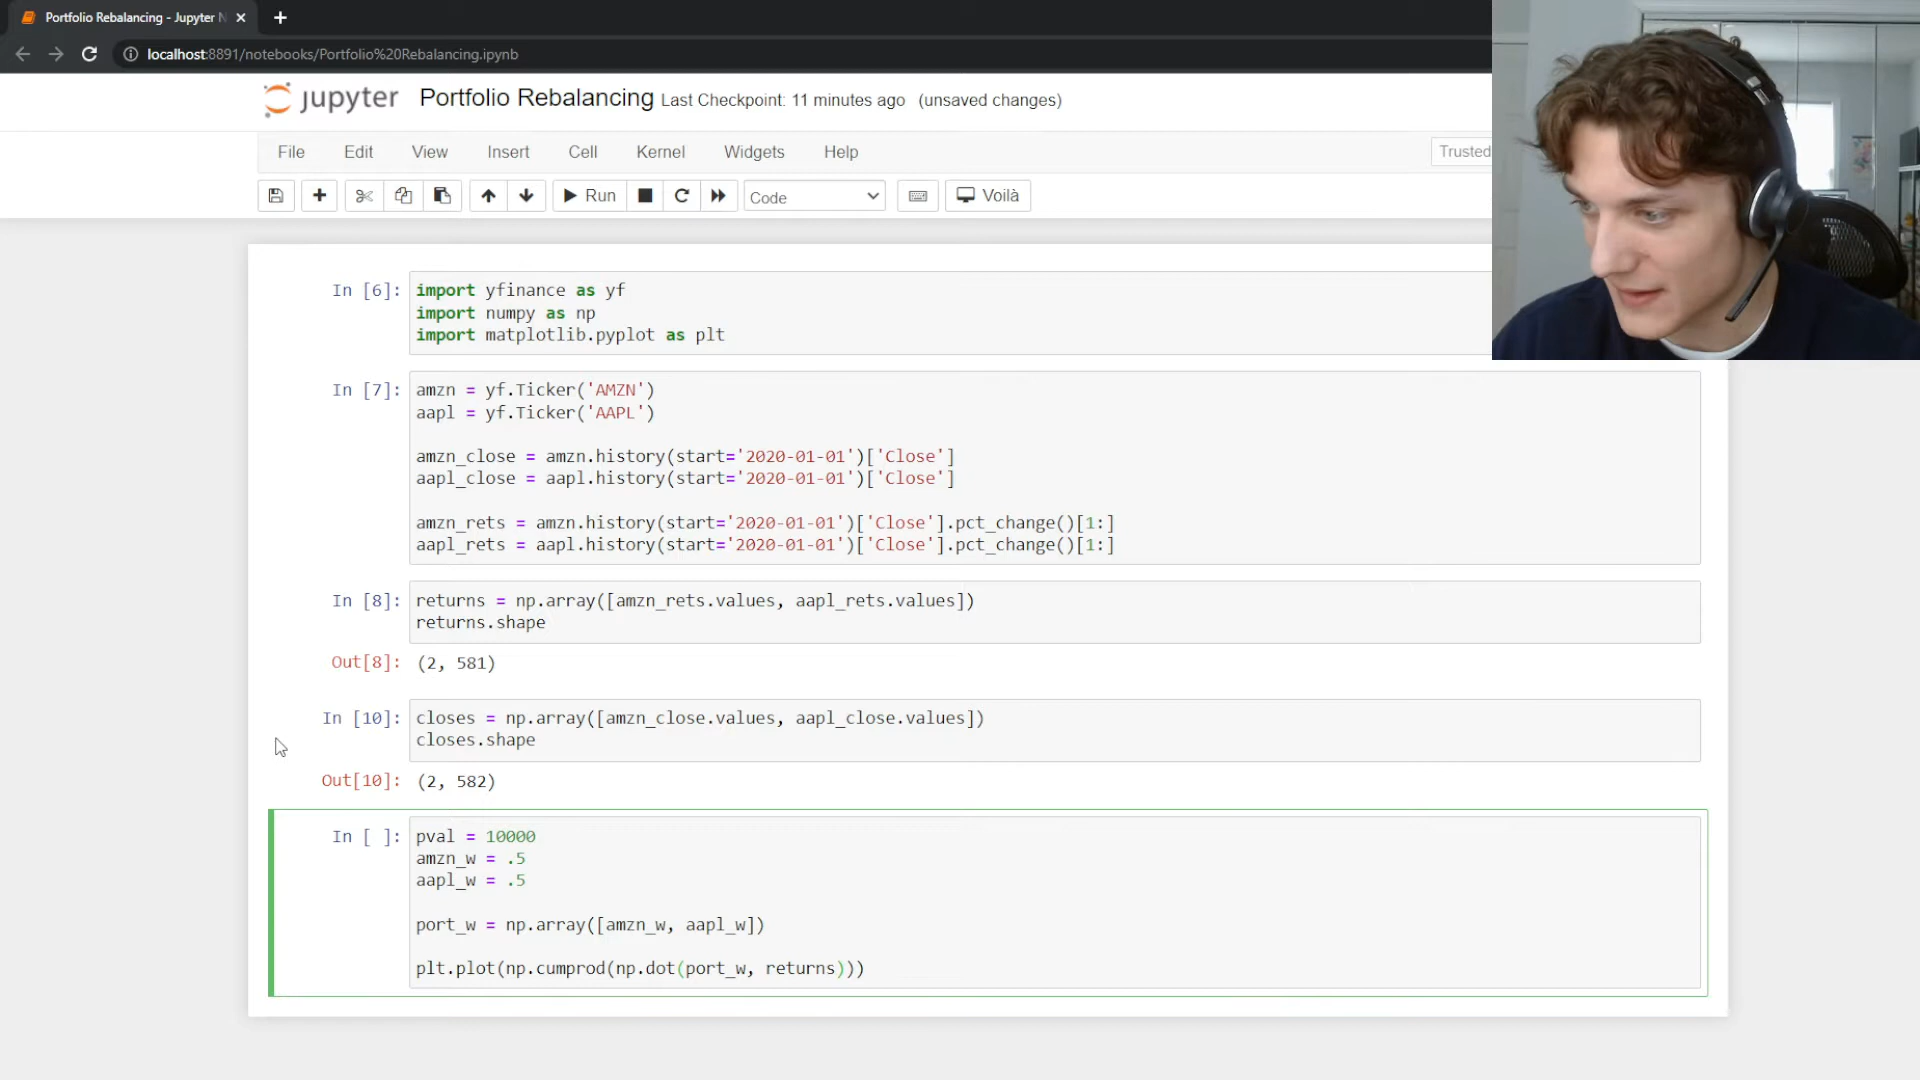 Portfolio Rebalancing - Jupyter N
localhost:8891/notebooks/Portfolio%20Rebalancing.ipynb
jupyter Portfolio Rebalancing Last Checkpoint: 11 minutes ago (unsaved changes)
File Edit View Insert Cell Kernel Widgets Help Trusted
Run Code Voilà
In [6]: import yfinance as yf
import numpy as np
import matplotlib.pyplot as plt
In [7]: amzn = yf.Ticker('AMZN')
aapl = yf.Ticker('AAPL')
amzn_close = amzn.history(start='2020-01-01')['Close']
aapl_close = aapl.history(start='2020-01-01')['Close']
amzn_rets = amzn.history(start='2020-01-01')['Close'].pct_change()[1:]
aapl_rets = aapl.history(start='2020-01-01')['Close'].pct_change()[1:]
In [8]: returns = np.array([amzn_rets.values, aapl_rets.values])
returns.shape
Out[8]: (2, 581)
In [10]: closes = np.array([amzn_close.values, aapl_close.values])
closes.shape
Out[10]: (2, 582)
In [ ]: pval = 10000
amzn_w = .5
aapl_w = .5
port_w = np.array([amzn_w, aapl_w])
plt.plot(np.cumprod(np.dot(port_w, returns)))